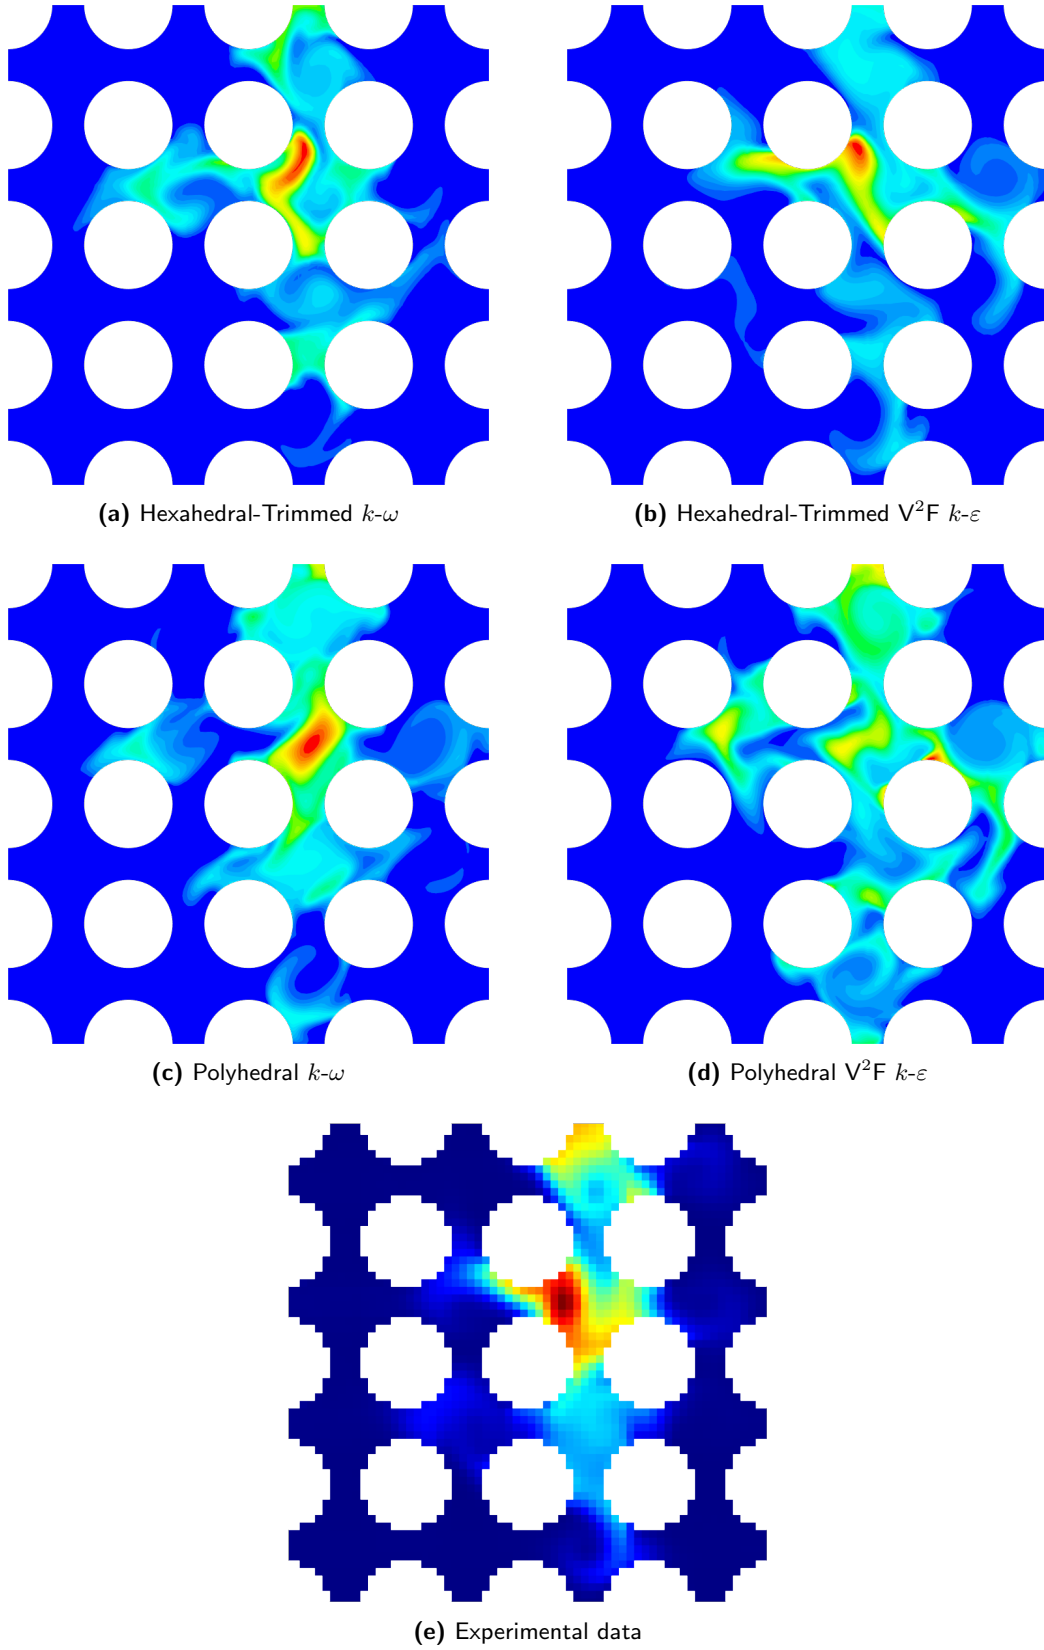 (a) Hexahedral-Trimmed k-ω
(b) Hexahedral-Trimmed V²F k-ε
(c) Polyhedral k-ω
(d) Polyhedral V²F k-ε
(e) Experimental data